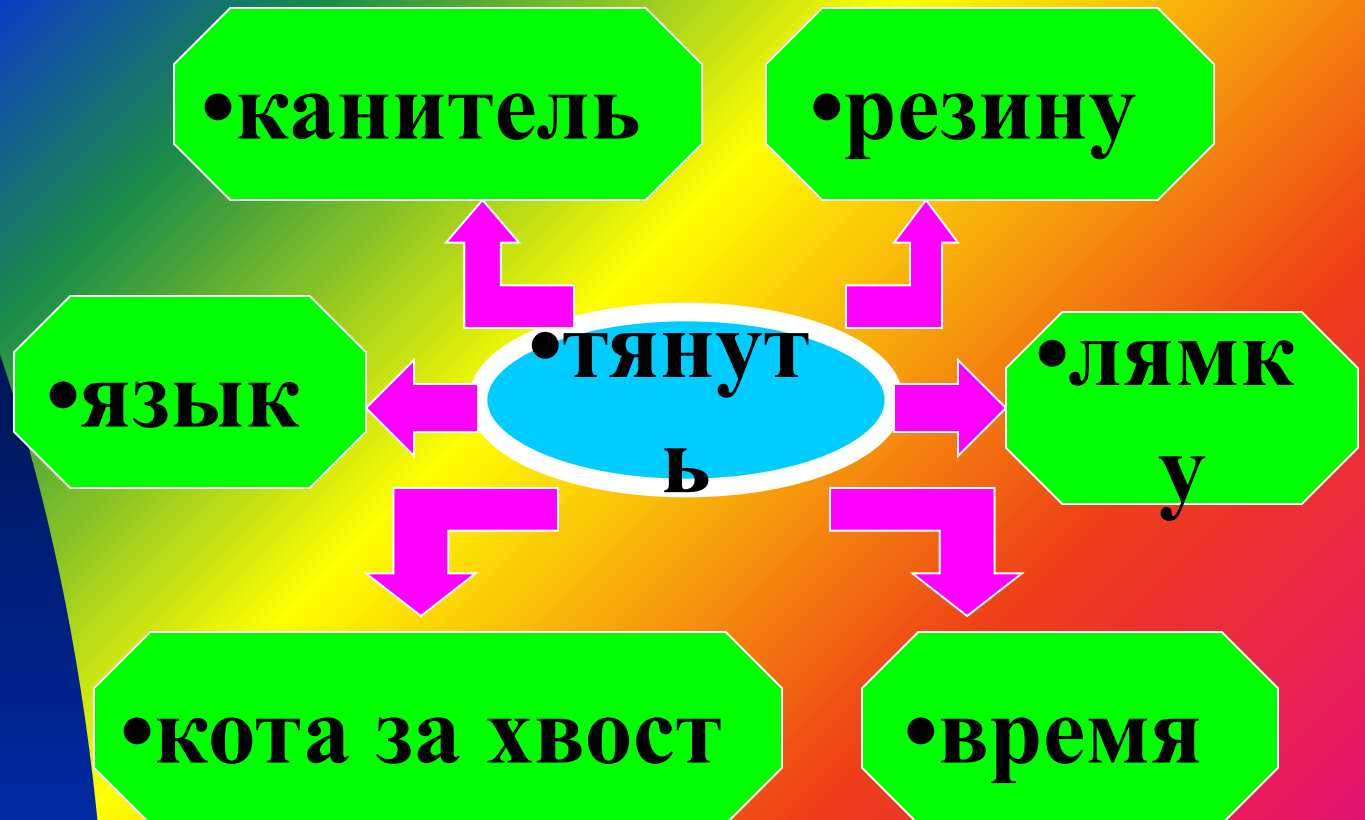 •канитель
•резину
•тянут
ь
•язык
•лямк
у
•кота за хвост
•время